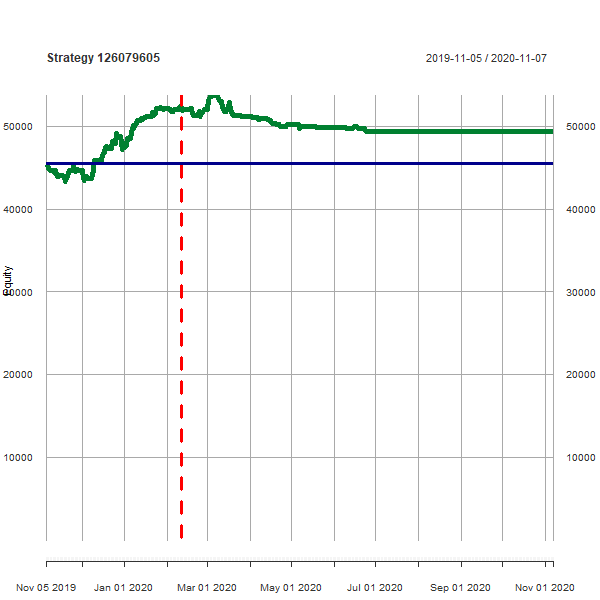 Strategy 126079605
2019-11-05 / 2020-11-07
50000 50000
40000 40000
Equity
30000 30000
20000 20000
10000 10000
Nov 05 2019 Jan 01 2020 Mar 01 2020 May 01 2020 Jul 01 2020 Sep 01 2020 Nov 01 2020